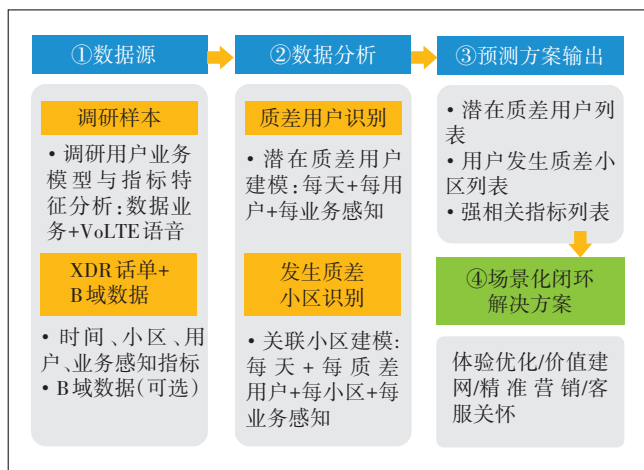 ①数据源
调研样本
• 调研用户业务
模型与指标特
征分析:数据业
务+VoLTE语音
XDR话单+
B域数据
• 时间、小区、用
户、业务感知指标
• B域数据(可选)
②数据分析
质差用户识别
• 潜在质差用户
建模:每天+每用
户+每业务感知
发生质差
小区识别
• 关联小区建模:
每天+每质差
用户+每小区+每
业务感知
③预测方案输出
• 潜在质差用户列
表
• 用户发生质差小
区列表
• 强相关指标列表
④场景化闭环
解决方案
体验优化/价值建
网/精准营销/客
服关怀